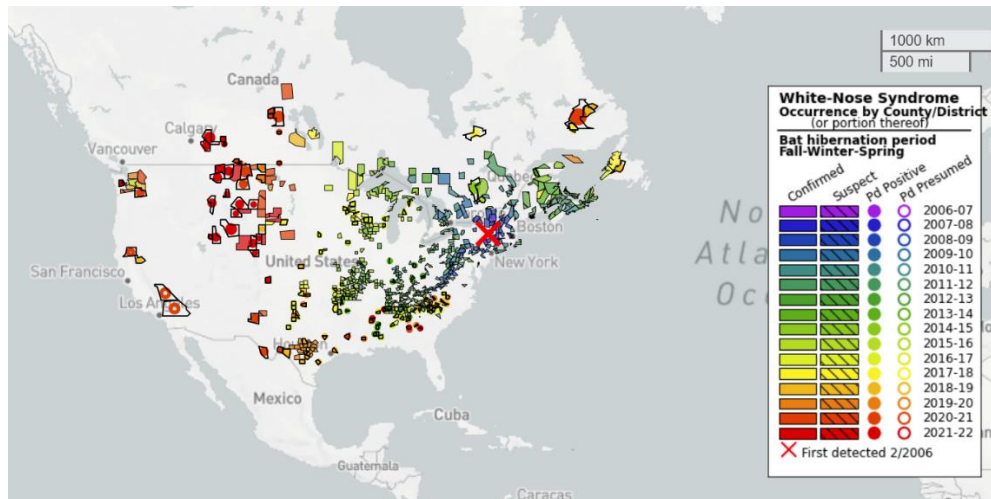 1000 km
500 mi
Canada
Calgary
Vancouver
Quebec
Boston
New York
United States
San Francisco
Los Angeles
Houston
Mexico
Cuba
Guatemala
Caracas
No
Atla
Oc
White-Nose Syndrome
Occurrence by County/District
(or portion thereof)
Bat hibernation period
Fall-Winter-Spring
Confirmed Suspect Pd Positive Pd Presumed
2006-07
2007-08
2008-09
2009-10
2010-11
2011-12
2012-13
2013-14
2014-15
2015-16
2016-17
2017-18
2018-19
2019-20
2020-21
2021-22
First detected 2/2006